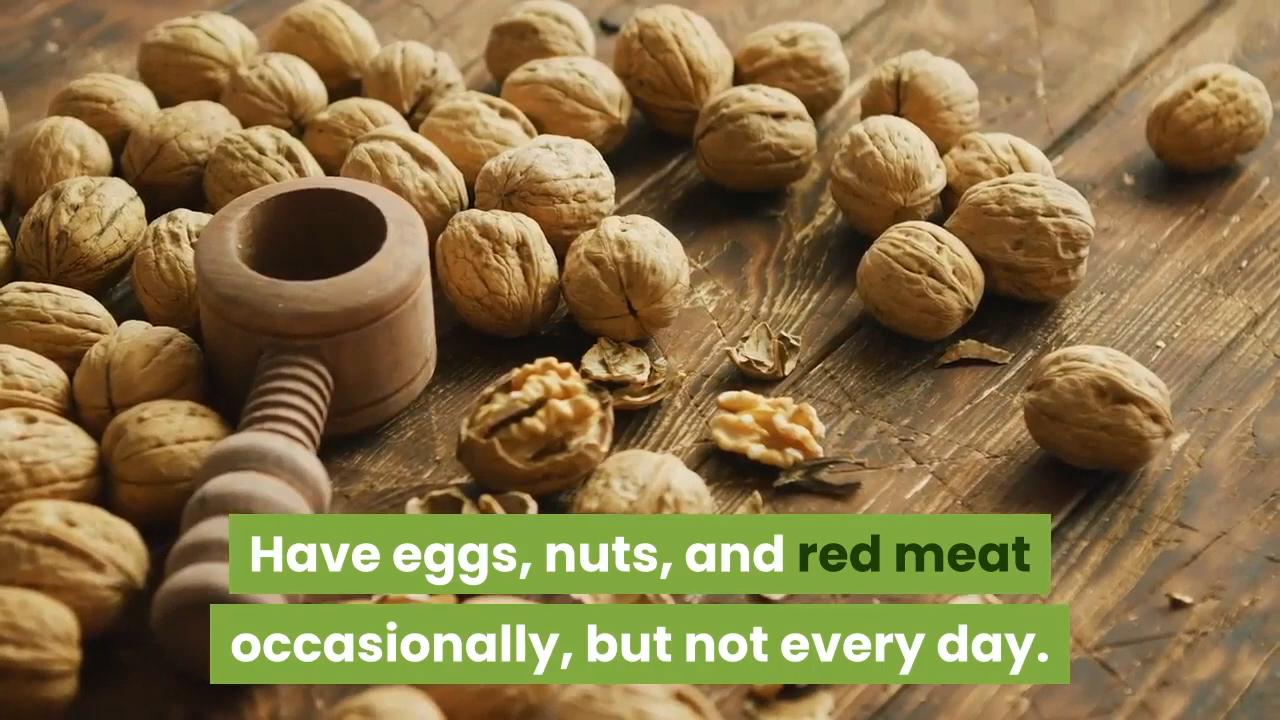 Have eggs, nuts, and red meat
occasionally, but not every day.